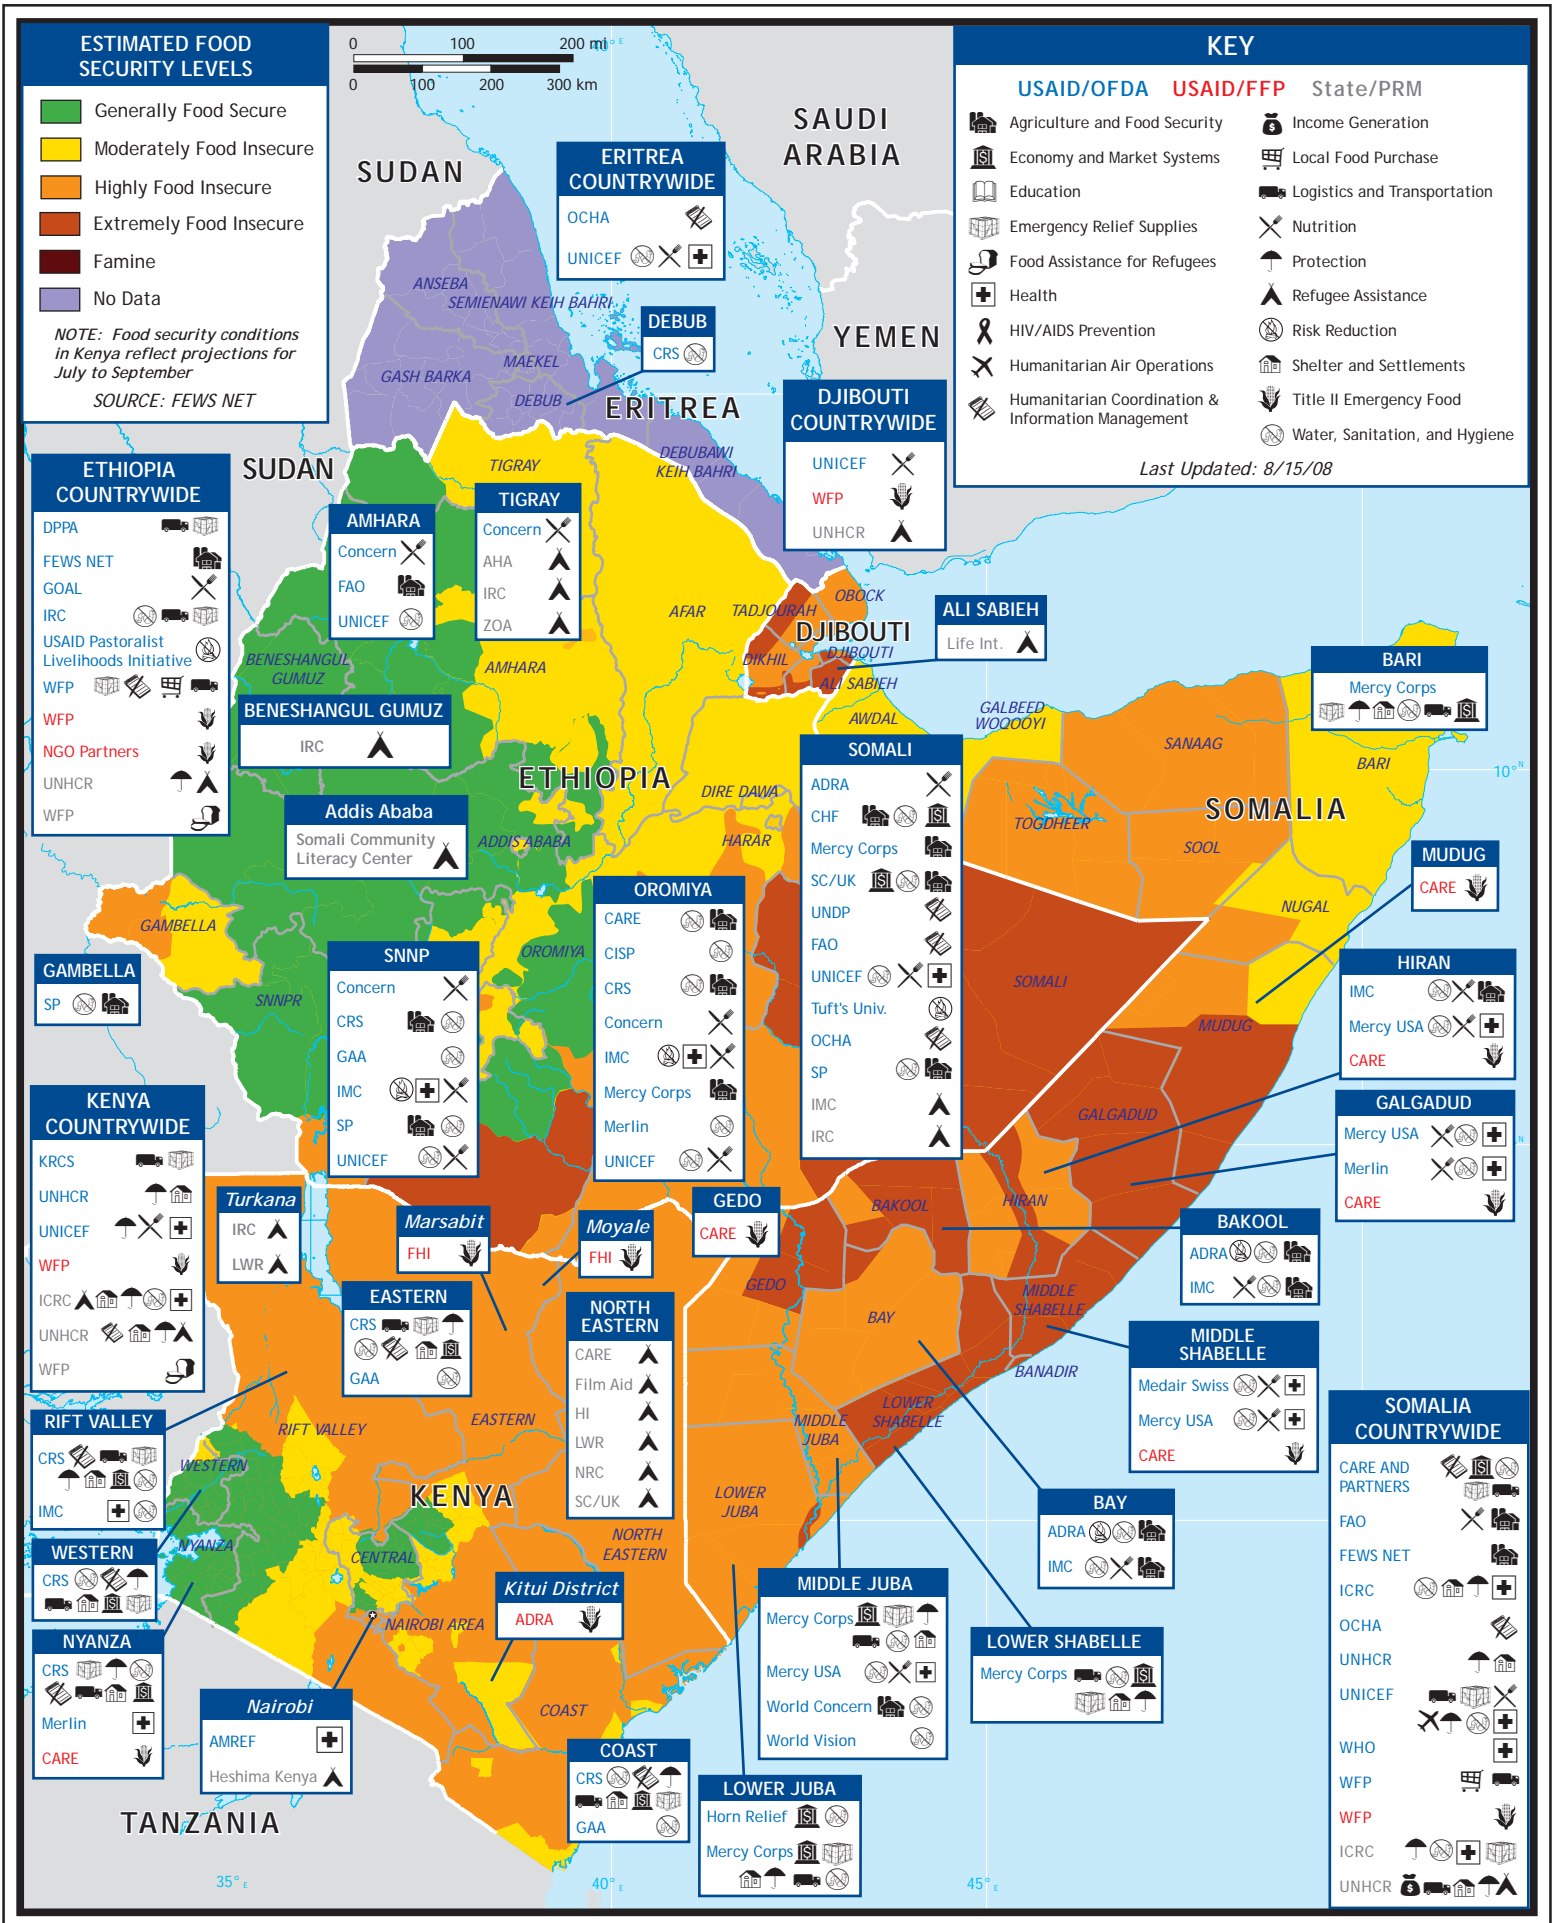 ESTIMATED FOOD
SECURITY LEVELS
Generally Food Secure
Moderately Food Insecure
Highly Food Insecure
Extremely Food Insecure
Famine
No Data
NOTE: Food security conditions
in Kenya reflect projections for
July to September
SOURCE: FEWS NET
0 100 200 mi
0 100 200 300 km
KEY
USAID/OFDA USAID/FFP State/PRM
Agriculture and Food Security
Economy and Market Systems
Education
Emergency Relief Supplies
Food Assistance for Refugees
Health
HIV/AIDS Prevention
Humanitarian Air Operations
Humanitarian Coordination &
Information Management
Income Generation
Local Food Purchase
Logistics and Transportation
Nutrition
Protection
Refugee Assistance
Risk Reduction
Shelter and Settlements
Title II Emergency Food
Water, Sanitation, and Hygiene
Last Updated: 8/15/08
SAUDI
ARABIA
SUDAN
YEMEN
ERITREA
SUDAN
DJIBOUTI
ETHIOPIA
SOMALIA
KENYA
TANZANIA
ERITREA
COUNTRYWIDE
OCHA
UNICEF
DEBUB
CRS
DJIBOUTI
COUNTRYWIDE
UNICEF
WFP
UNHCR
ETHIOPIA
COUNTRYWIDE
DPPA
FEWS NET
GOAL
IRC
USAID Pastoralist
Livelihoods Initiative
WFP
WFP
NGO Partners
UNHCR
WFP
AMHARA
Concern
FAO
UNICEF
TIGRAY
Concern
AHA
IRC
ZOA
ALI SABIEH
Life Int.
BARI
Mercy Corps
BENESHANGUL GUMUZ
IRC
Addis Ababa
Somali Community
Literacy Center
SOMALI
ADRA
CHF
Mercy Corps
SC/UK
UNDP
FAO
UNICEF
Tuft's Univ.
OCHA
SP
IMC
IRC
MUDUG
CARE
OROMIYA
CARE
CISP
CRS
Concern
IMC
Mercy Corps
Merlin
UNICEF
SNNP
Concern
CRS
GAA
IMC
SP
UNICEF
GAMBELLA
SP
HIRAN
IMC
Mercy USA
CARE
GALGADUD
Mercy USA
Merlin
CARE
KENYA
COUNTRYWIDE
KRCS
UNHCR
UNICEF
WFP
ICRC
UNHCR
WFP
Turkana
IRC
LWR
Marsabit
FHI
Moyale
FHI
GEDO
CARE
BAKOOL
ADRA
IMC
EASTERN
CRS
GAA
NORTH
EASTERN
CARE
Film Aid
HI
LWR
NRC
SC/UK
MIDDLE
SHABELLE
Medair Swiss
Mercy USA
CARE
SOMALIA
COUNTRYWIDE
CARE AND
PARTNERS
FAO
FEWS NET
ICRC
OCHA
UNHCR
UNICEF
WHO
WFP
WFP
ICRC
UNHCR
RIFT VALLEY
CRS
IMC
WESTERN
CRS
NYANZA
CRS
Merlin
CARE
Nairobi
AMREF
Heshima Kenya
Kitui District
ADRA
COAST
CRS
GAA
BAY
ADRA
IMC
MIDDLE JUBA
Mercy Corps
Mercy USA
World Concern
World Vision
LOWER SHABELLE
Mercy Corps
LOWER JUBA
Horn Relief
Mercy Corps
ANSEBA
SEMIENAWI KEIH BAHRI
MAEKEL
GASH BARKA
DEBUB
DEBUBAWI
KEIH BAHRI
TIGRAY
AFAR
AMHARA
BENESHANGUL
GUMUZ
TADJOURAH
OBOCK
DIKHIL
DJIBOUTI
ALI SABIEH
AWDAL
GALBEED
WOQOOYI
SANAAG
BARI
TOGDHEER
SOOL
NUGAL
DIRE DAWA
HARAR
ADDIS ABABA
GAMBELLA
OROMIYA
SNNPR
SOMALI
MUDUG
GALGADUD
HIRAN
BAKOOL
GEDO
BAY
MIDDLE
SHABELLE
BANADIR
LOWER
SHABELLE
MIDDLE
JUBA
LOWER
JUBA
RIFT VALLEY
EASTERN
WESTERN
NYANZA
CENTRAL
NORTH
EASTERN
NAIROBI AREA
COAST
10° N
35° E
40° E
45° E